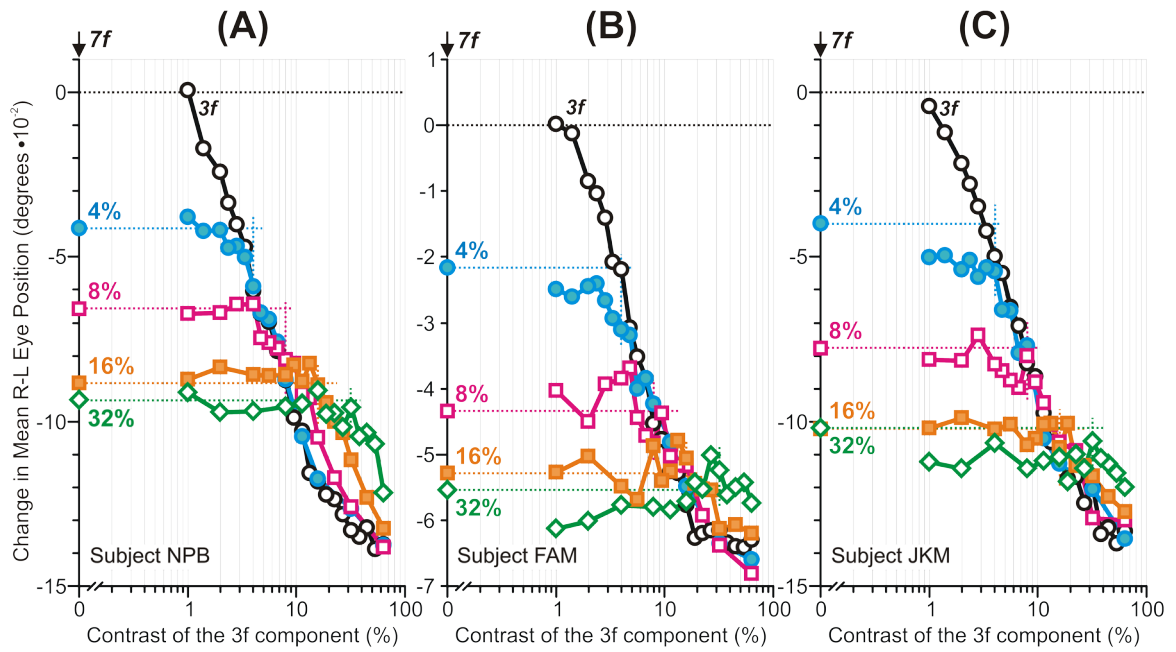 (A) (B) (C)
7f 7f 7f
Change in Mean R-L Eye Position (degrees •10⁻²)
0
-5
-10
-15
3f
4%
8%
16%
32%
Subject NPB
0 1 10 100
Contrast of the 3f component (%)
1
0
-1
-2
-3
-4
-5
-6
-7
3f
4%
8%
16%
32%
Subject FAM
0 1 10 100
Contrast of the 3f component (%)
0
-5
-10
-15
3f
4%
8%
16%
32%
Subject JKM
0 1 10 100
Contrast of the 3f component (%)